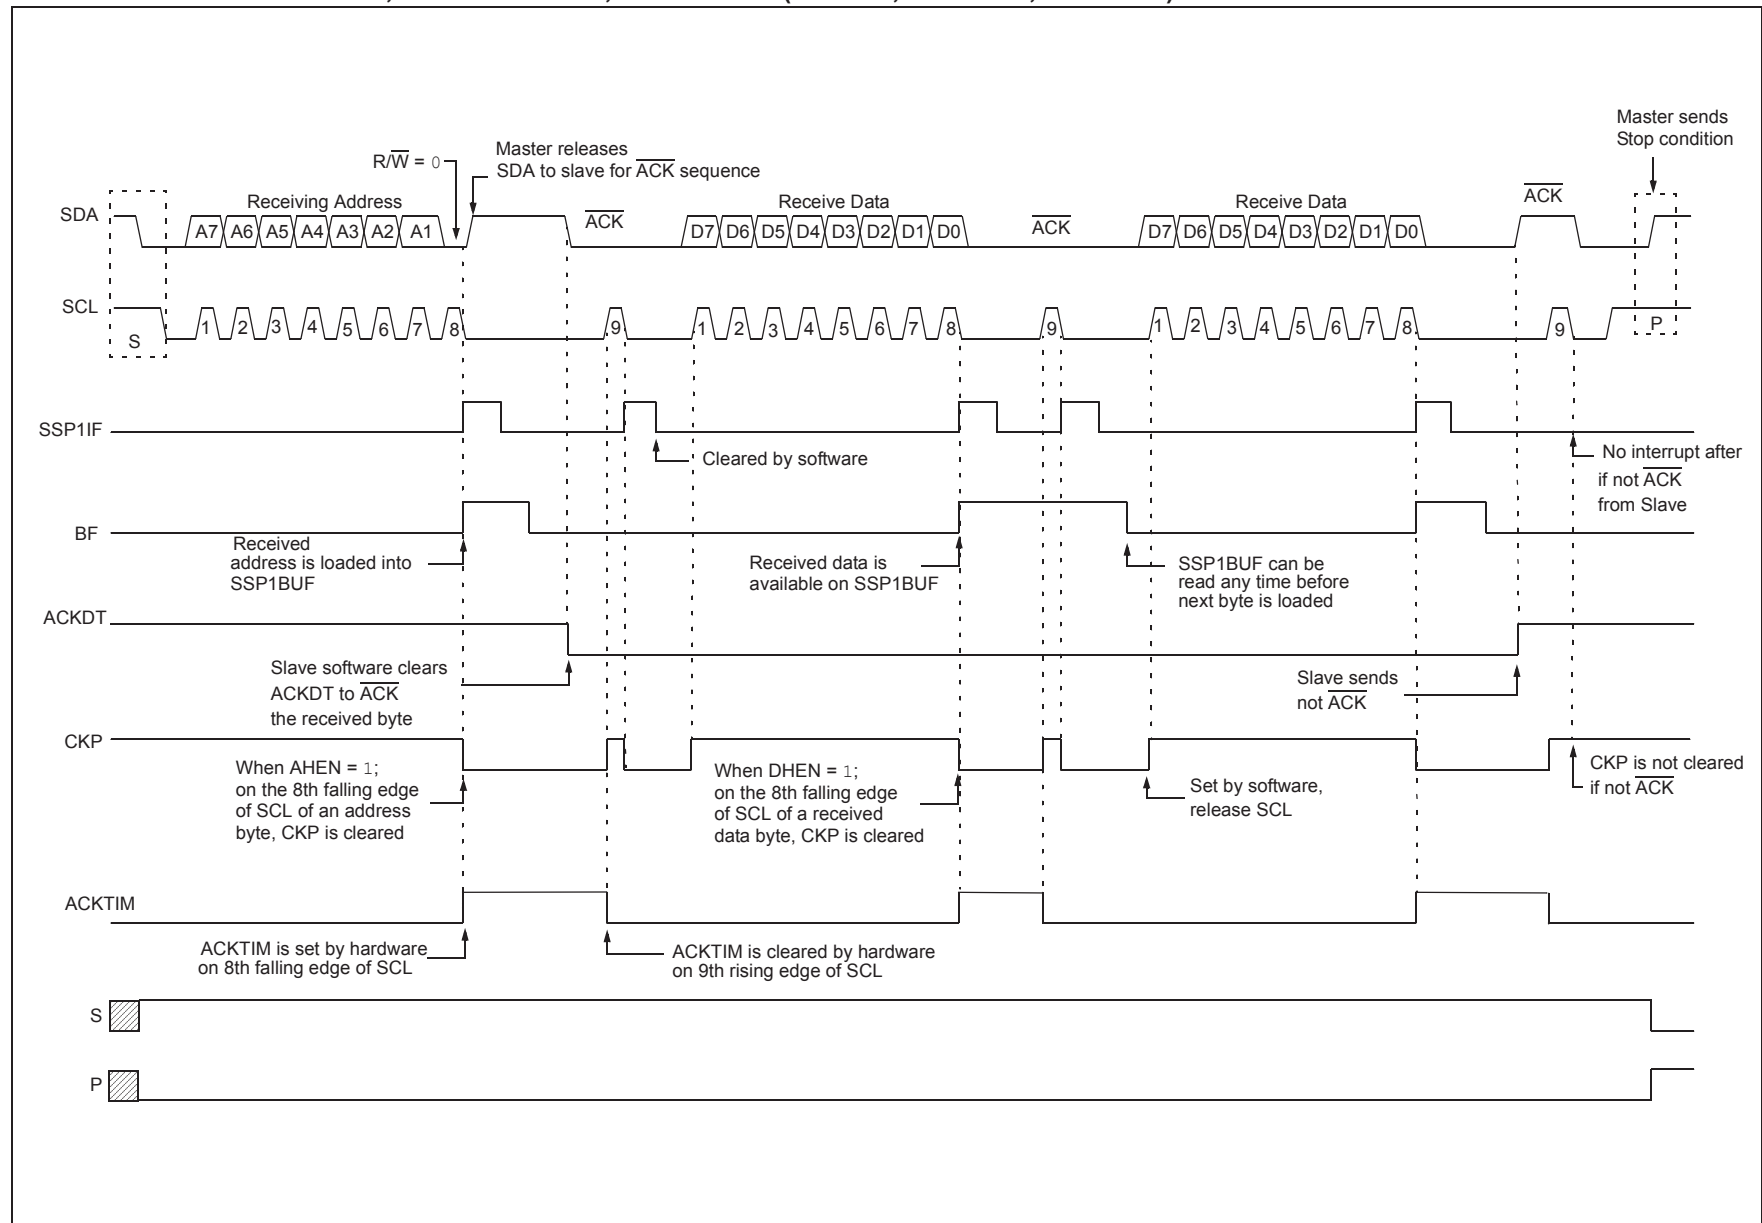 Master sends
Stop condition
R/W = 0
Master releases
SDA to slave for ACK sequence
SDA
Receiving Address
ACK
Receive Data
ACK
Receive Data
ACK
A7 A6 A5 A4 A3 A2 A1
D7 D6 D5 D4 D3 D2 D1 D0
D7 D6 D5 D4 D3 D2 D1 D0
SCL
S
1 2 3 4 5 6 7 8 9
1 2 3 4 5 6 7 8 9
1 2 3 4 5 6 7 8 9
P
SSP1IF
Cleared by software
No interrupt after
if not ACK
from Slave
BF
Received
address is loaded into
SSP1BUF
Received data is
available on SSP1BUF
SSP1BUF can be
read any time before
next byte is loaded
ACKDT
Slave software clears
ACKDT to ACK
the received byte
Slave sends
not ACK
CKP
When AHEN = 1;
on the 8th falling edge
of SCL of an address
byte, CKP is cleared
When DHEN = 1;
on the 8th falling edge
of SCL of a received
data byte, CKP is cleared
Set by software,
release SCL
CKP is not cleared
if not ACK
ACKTIM
ACKTIM is set by hardware
on 8th falling edge of SCL
ACKTIM is cleared by hardware
on 9th rising edge of SCL
S
P